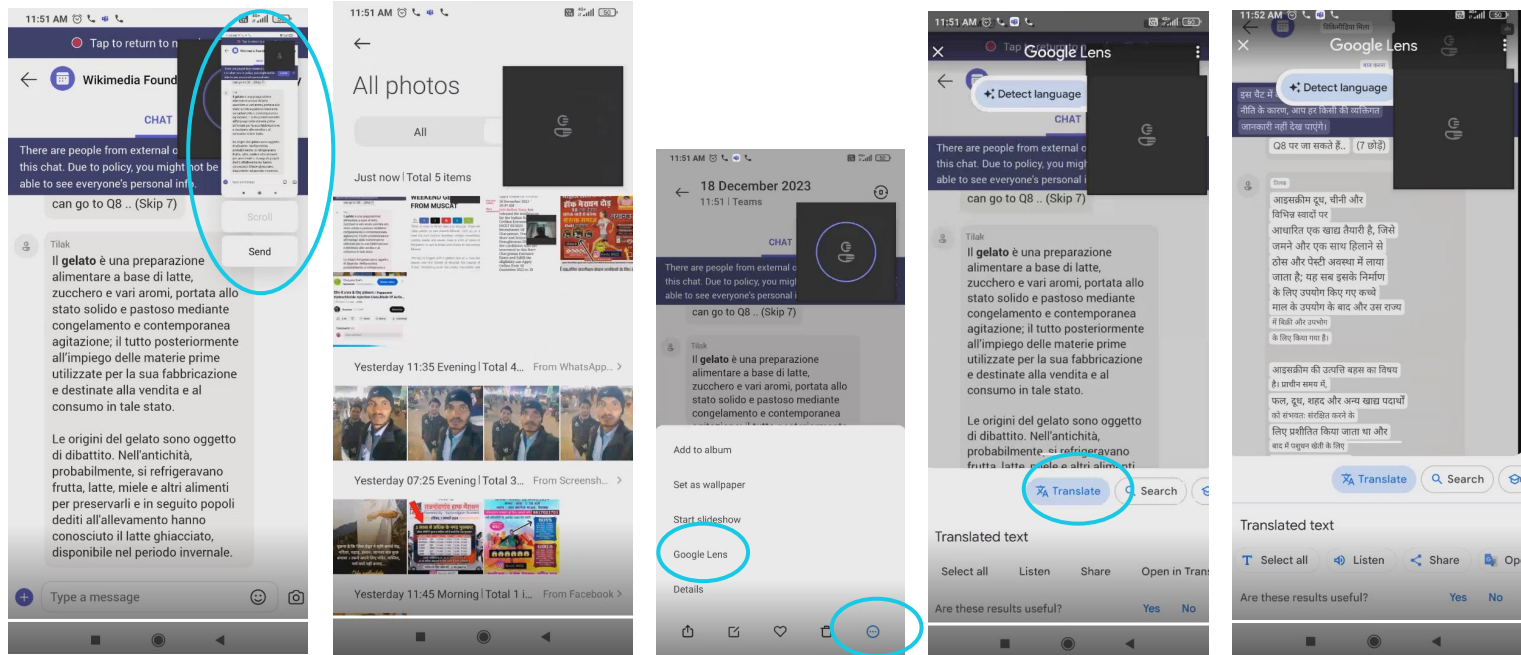 11:51 AM
Tap to return to
Wikimedia Found
CHAT
There are people from external
this chat. Due to policy, you might not be
able to see everyone's personal info.
can go to Q8 .. (Skip 7)
Scroll
Send
Tilak
Il gelato è una preparazione
alimentare a base di latte,
zucchero e vari aromi, portata allo
stato solido e pastoso mediante
congelamento e contemporanea
agitazione; il tutto posteriormente
all'impiego delle materie prime
utilizzate per la sua fabbricazione
e destinate alla vendita e al
consumo in tale stato.
Le origini del gelato sono oggetto
di dibattito. Nell'antichità,
probabilmente, si refrigeravano
frutta, latte, miele e altri alimenti
per preservarli e in seguito popoli
dediti all'allevamento hanno
conosciuto il latte ghiacciato,
disponibile nel periodo invernale.
Type a message
11:51 AM
All photos
All
Just now | Total 5 items
WEEKEND
FROM MUSCAT
Yesterday 11:35 Evening | Total 4... From WhatsApp... >
Yesterday 07:25 Evening | Total 3... From Screensh... >
Yesterday 11:45 Morning | Total 1 i... From Facebook >
11:51 AM
18 December 2023
11:51 | Teams
CHAT
There are people from external
this chat. Due to policy, you might
able to see everyone's personal
can go to Q8 .. (Skip 7)
Tilak
Il gelato è una preparazione
alimentare a base di latte,
zucchero e vari aromi, portata allo
stato solido e pastoso mediante
congelamento e contemporanea
Add to album
Set as wallpaper
Start slideshow
Google Lens
Details
11:51 AM
Google Lens
Detect language
CHAT
There are people from external
this chat. Due to policy, you
able to see everyone's personal
can go to Q8 .. (Skip 7)
Tilak
Il gelato è una preparazione
alimentare a base di latte,
zucchero e vari aromi, portata allo
stato solido e pastoso mediante
congelamento e contemporanea
agitazione; il tutto posteriormente
all'impiego delle materie prime
utilizzate per la sua fabbricazione
e destinate alla vendita e al
consumo in tale stato.
Le origini del gelato sono oggetto
di dibattito. Nell'antichità,
probabilmente, si refrigeravano
frutta, latte, miele e altri alimenti
Translate
Search
Translated text
Select all Listen Share Open in Trans
Are these results useful? Yes No
11:52 AM
विकिमीडिया मिला
Google Lens
Detect language
इस चैट में
नीति के कारण, आप हर किसी की व्यक्तिगत
जानकारी नहीं देख पाएंगे।
Q8 पर जा सकते हैं.. (7 छोड़ें)
तिलक
आइसक्रीम दूध, चीनी और
विभिन्न स्वादों पर
आधारित एक खाद्य तैयारी है, जिसे
जमने और एक साथ हिलाने से
ठोस और पेस्टी अवस्था में लाया
जाता है; यह सब इसके निर्माण
के लिए उपयोग किए गए कच्चे
माल के उपयोग के बाद और उस राज्य
में बिक्री और उपभोग
के लिए किया गया है।
आइसक्रीम की उत्पत्ति बहस का विषय
है। प्राचीन समय में,
फल, दूध, शहद और अन्य खाद्य पदार्थों
को संभवतः संरक्षित करने के
लिए प्रशीतित किया जाता था और
बाद में पशुधन खेती के लिए
Translate
Search
Translated text
Select all Listen Share Op
Are these results useful? Yes No